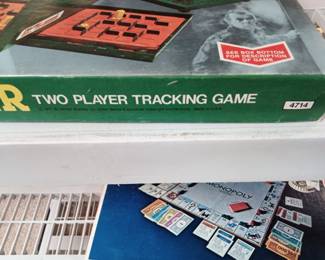 SEE BOX BOTTOM
FOR DESCRIPTION
OF GAME
R TWO PLAYER TRACKING GAME
4714
MONOPOLY